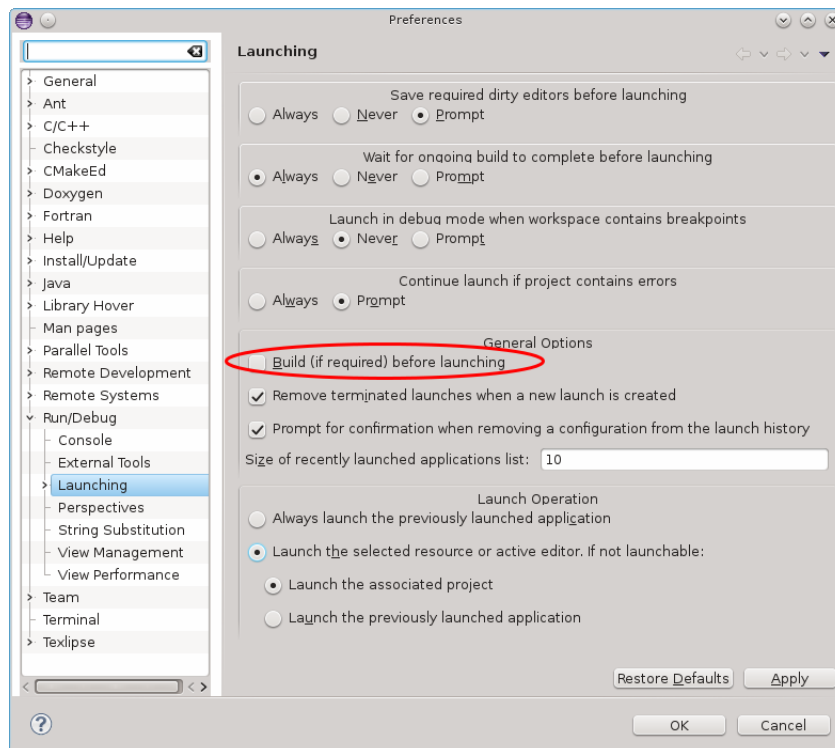 Preferences
Launching
General
Ant
C/C++
Checkstyle
CMakeEd
Doxygen
Fortran
Help
Install/Update
Java
Library Hover
Man pages
Parallel Tools
Remote Development
Remote Systems
Run/Debug
Console
External Tools
Launching
Perspectives
String Substitution
View Management
View Performance
Team
Terminal
Texlipse
Save required dirty editors before launching
Always Never Prompt
Wait for ongoing build to complete before launching
Always Never Prompt
Launch in debug mode when workspace contains breakpoints
Always Never Prompt
Continue launch if project contains errors
Always Prompt
General Options
Build (if required) before launching
Remove terminated launches when a new launch is created
Prompt for confirmation when removing a configuration from the launch history
Size of recently launched applications list: 10
Launch Operation
Always launch the previously launched application
Launch the selected resource or active editor. If not launchable:
Launch the associated project
Launch the previously launched application
Restore Defaults Apply
? OK Cancel